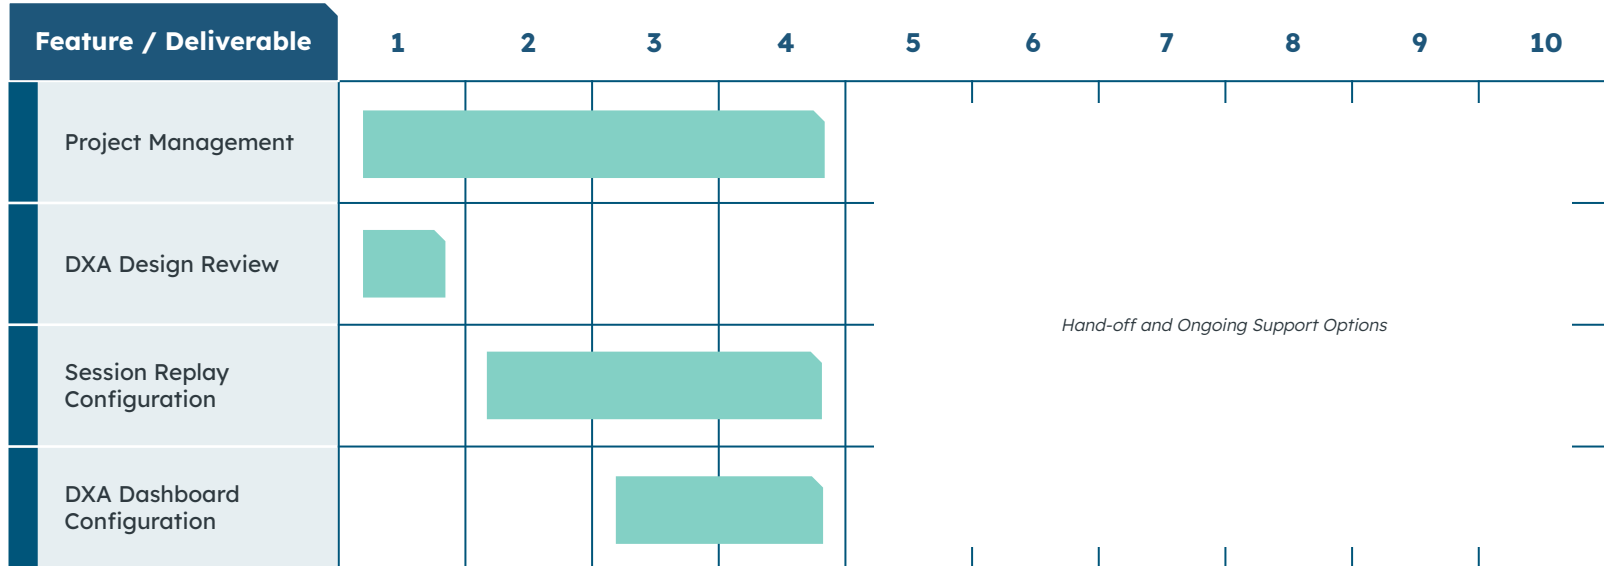 Feature / Deliverable 1 2 3 4 5 6 7 8 9 10
Project Management
DXA Design Review
Hand-off and Ongoing Support Options
Session Replay
Configuration
DXA Dashboard
Configuration